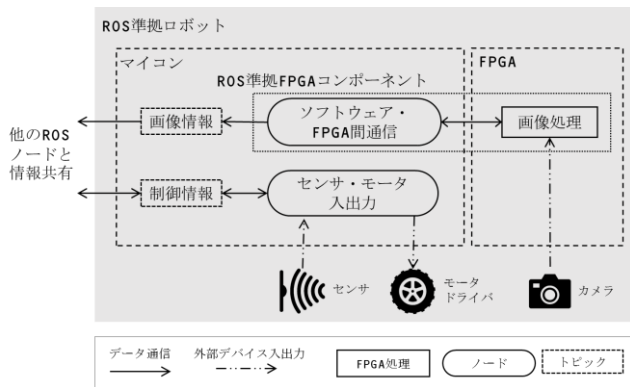 ROS準拠ロボット
マイコン
FPGA
ROS準拠FPGAコンポーネント
画像情報
ソフトウェア・
FPGA間通信
画像処理
他のROS
ノードと
情報共有
制御情報
センサ・モータ
入出力
センサ
モータ
ドライバ
カメラ
データ通信
外部デバイス入出力
FPGA処理
ノード
トピック